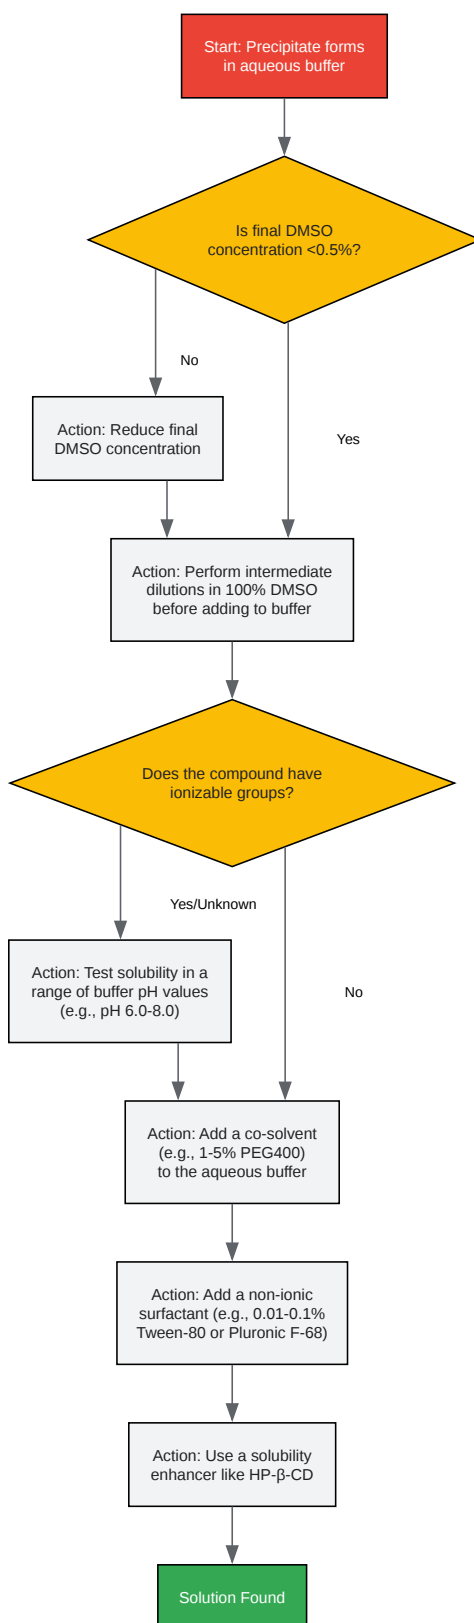 Start: Precipitate forms
in aqueous buffer
Is final DMSO
concentration <0.5%?
No
Yes
Action: Reduce final
DMSO concentration
Action: Perform intermediate
dilutions in 100% DMSO
before adding to buffer
Does the compound have
ionizable groups?
Yes/Unknown
No
Action: Test solubility in a
range of buffer pH values
(e.g., pH 6.0-8.0)
Action: Add a co-solvent
(e.g., 1-5% PEG400)
to the aqueous buffer
Action: Add a non-ionic
surfactant (e.g., 0.01-0.1%
Tween-80 or Pluronic F-68)
Action: Use a solubility
enhancer like HP-β-CD
Solution Found